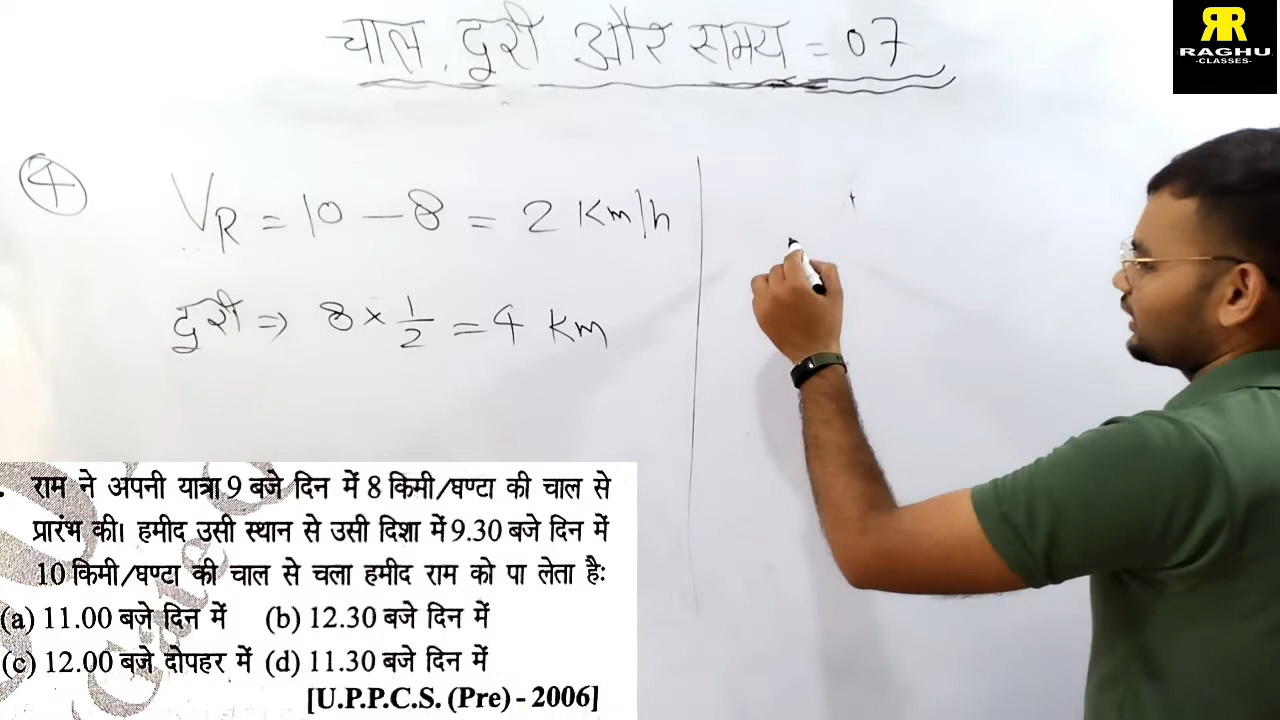 चाल, दुरी और समय = 07
RR
RAGHU
-CLASSES-
4
V_R = 10 - 8 = 2 Km/h
दुरी ⇒ 8 × 1/2 = 4 Km
राम ने अपनी यात्रा 9 बजे दिन में 8 किमी/घण्टा की चाल से
प्रारंभ की। हमीद उसी स्थान से उसी दिशा में 9.30 बजे दिन में
10 किमी/घण्टा की चाल से चला हमीद राम को पा लेता हैः
(a) 11.00 बजे दिन में (b) 12.30 बजे दिन में
(c) 12.00 बजे दोपहर में (d) 11.30 बजे दिन में
[U.P.P.C.S. (Pre) - 2006]